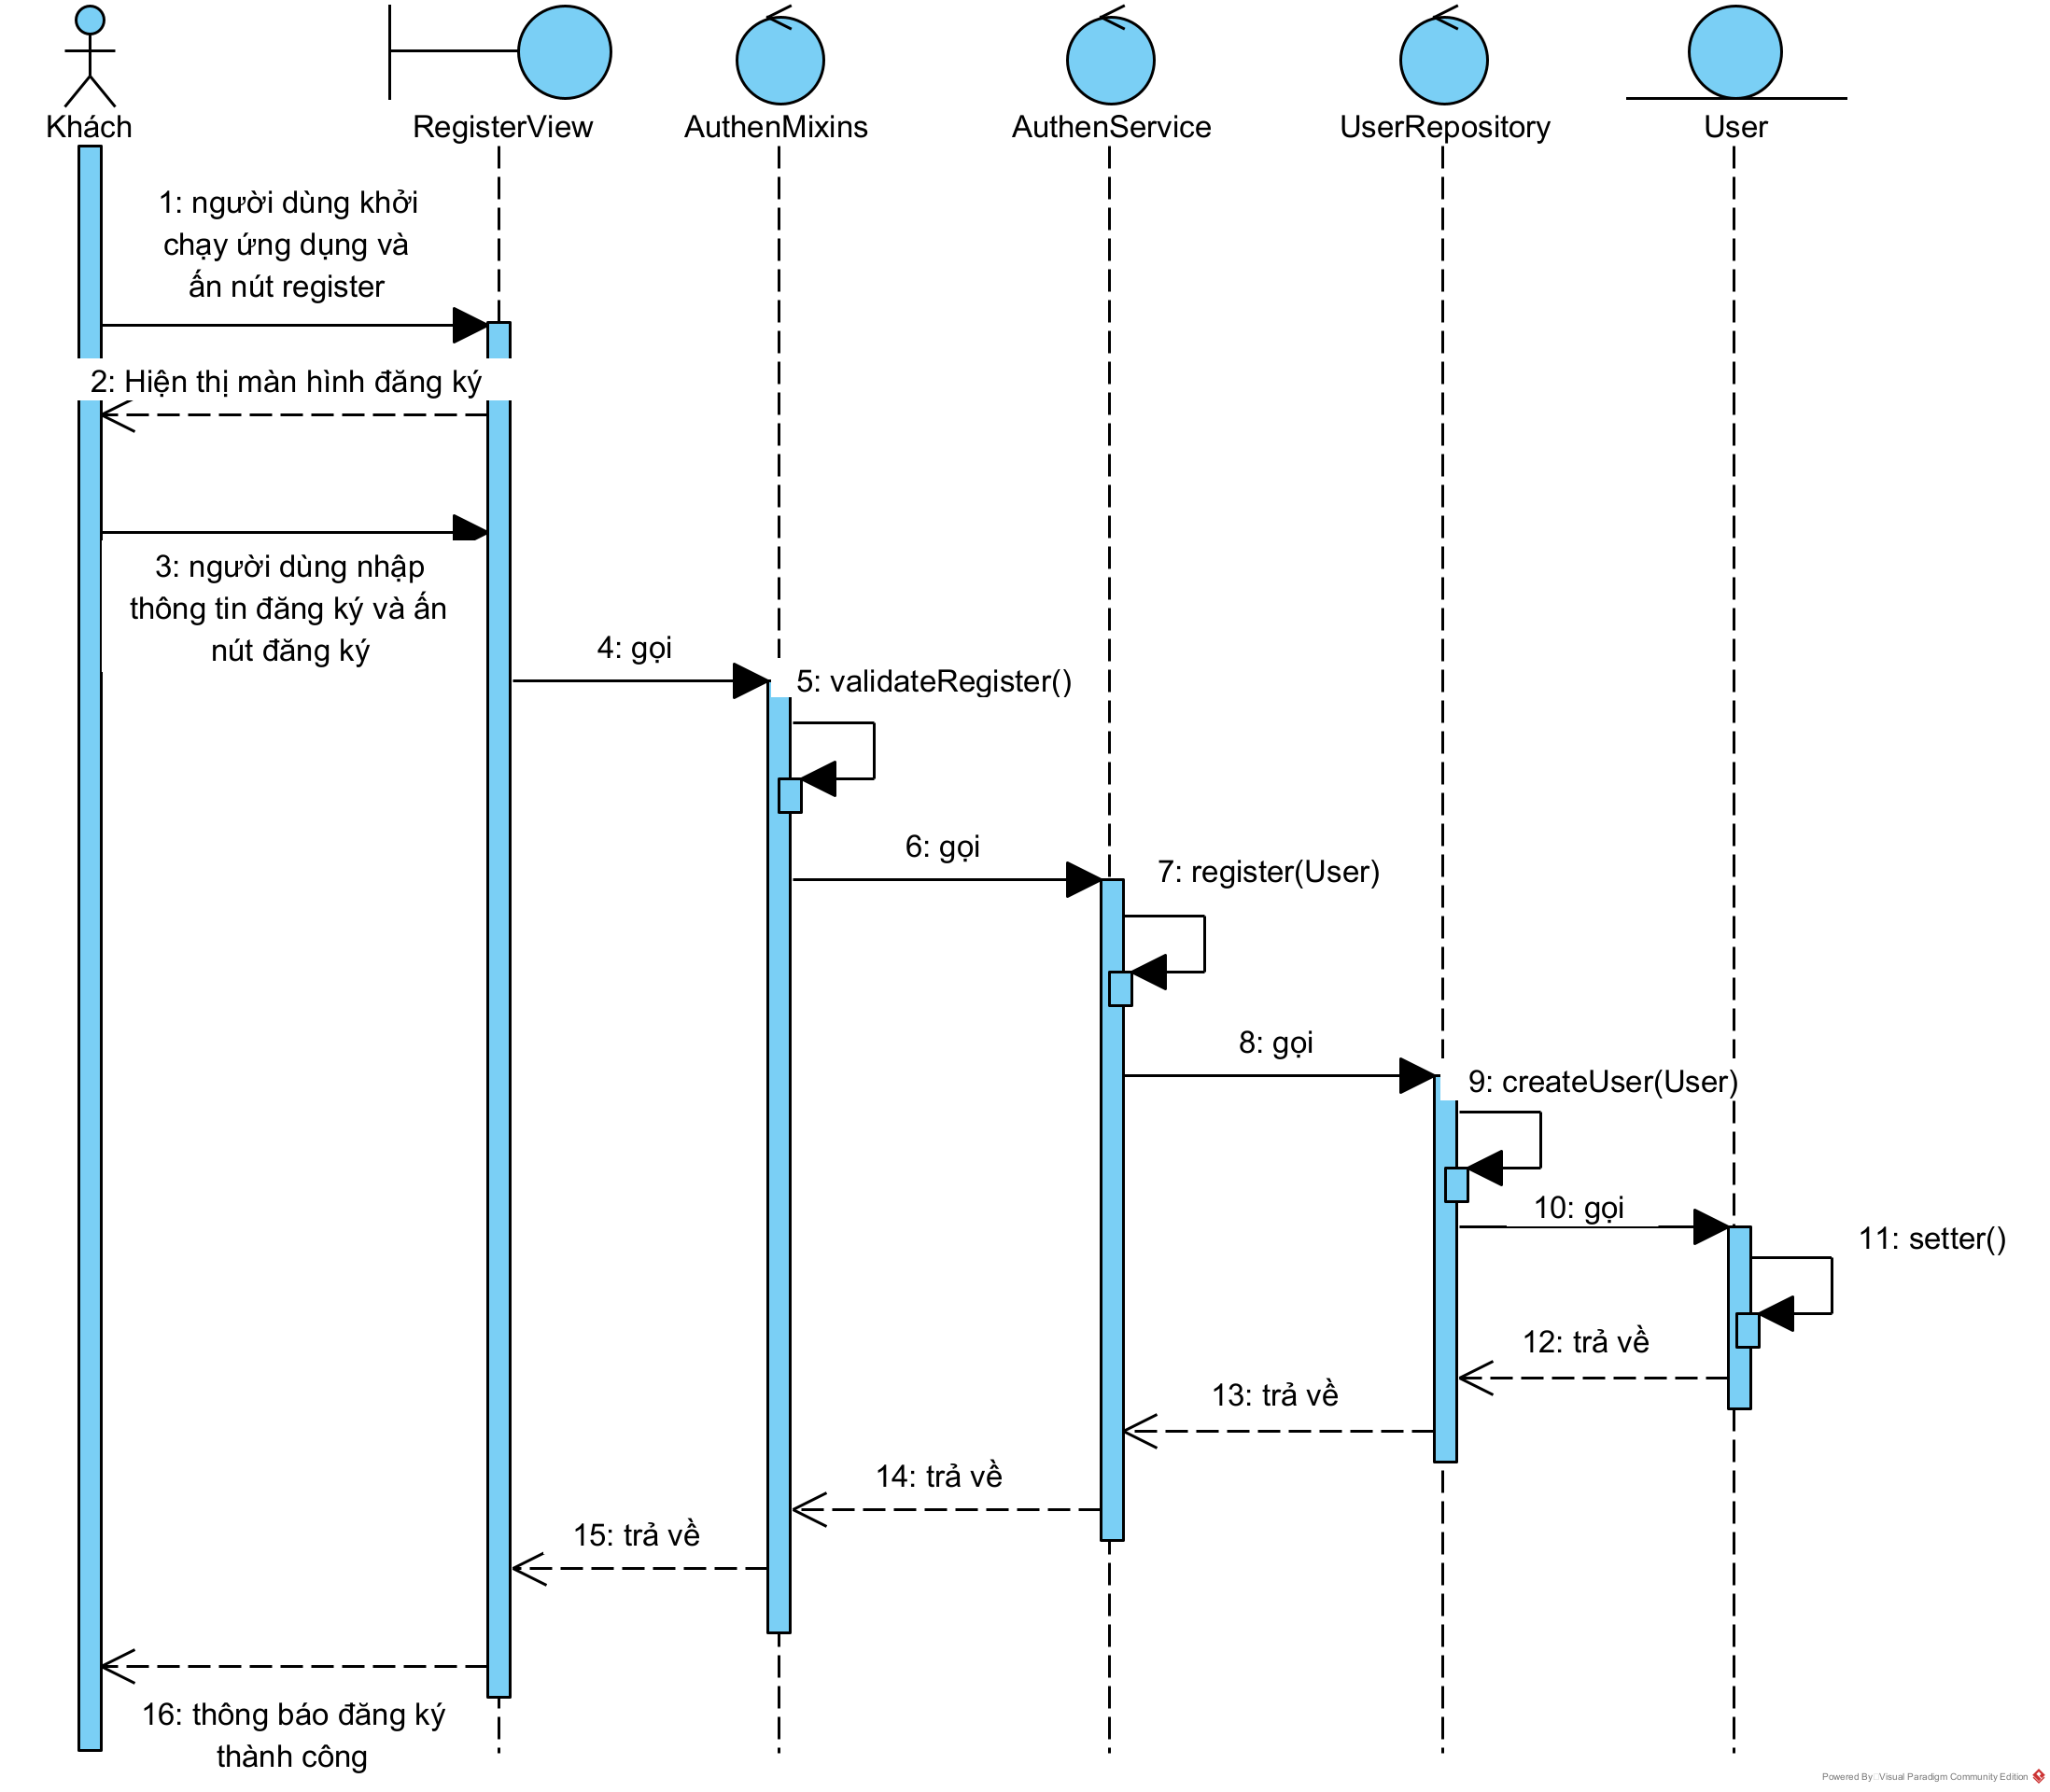 Khách
RegisterView
AuthenMixins
AuthenService
UserRepository
User
1: người dùng khởi
chạy ứng dụng và
ấn nút register
2: Hiện thị màn hình đăng ký
3: người dùng nhập
thông tin đăng ký và ấn
nút đăng ký
4: gọi
5: validateRegister()
6: gọi
7: register(User)
8: gọi
9: createUser(User)
10: gọi
11: setter()
12: trả về
13: trả về
14: trả về
15: trả về
16: thông báo đăng ký
thành công
Powered By Visual Paradigm Community Edition